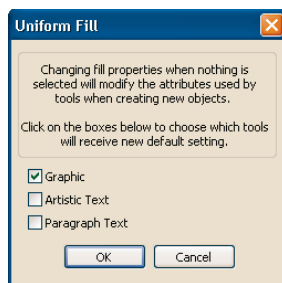 Uniform Fill
Changing fill properties when nothing is
selected will modify the attributes used by
tools when creating new objects.
Click on the boxes below to choose which tools
will receive new default setting.
Graphic
Artistic Text
Paragraph Text
OK Cancel